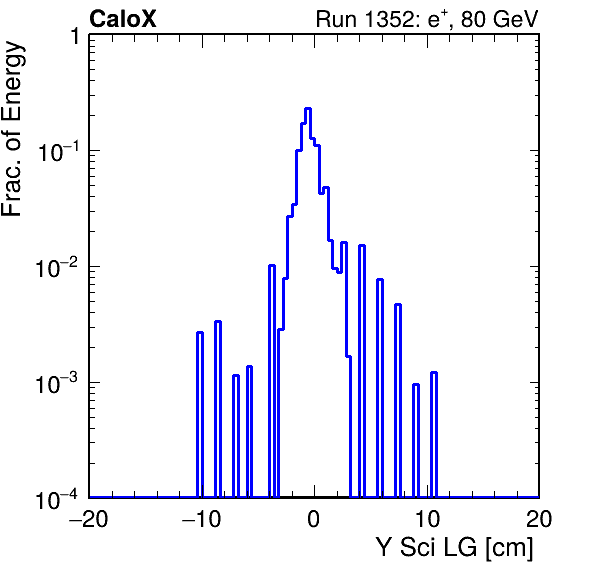 CaloX Run 1352: e⁺, 80 GeV
Frac. of Energy
1
10⁻¹
10⁻²
10⁻³
10⁻⁴
−20 −10 0 10 20
Y Sci LG [cm]